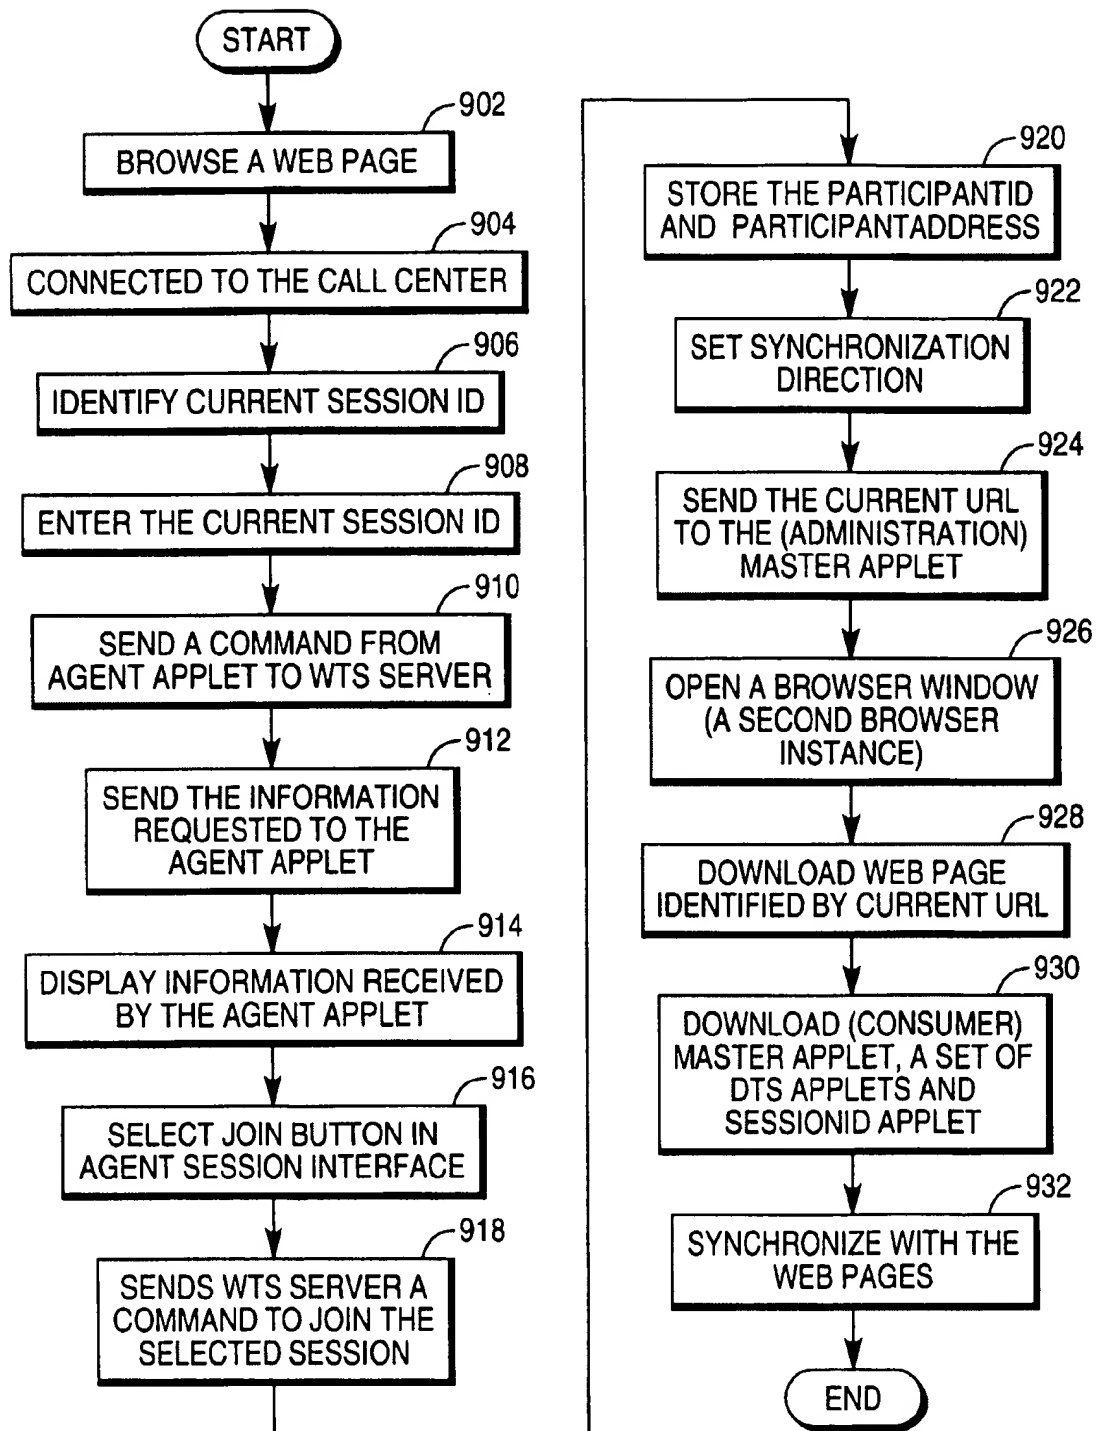 START
902
BROWSE A WEB PAGE
904
CONNECTED TO THE CALL CENTER
906
IDENTIFY CURRENT SESSION ID
908
ENTER THE CURRENT SESSION ID
910
SEND A COMMAND FROM
AGENT APPLET TO WTS SERVER
912
SEND THE INFORMATION
REQUESTED TO THE
AGENT APPLET
914
DISPLAY INFORMATION RECEIVED
BY THE AGENT APPLET
916
SELECT JOIN BUTTON IN
AGENT SESSION INTERFACE
918
SENDS WTS SERVER A
COMMAND TO JOIN THE
SELECTED SESSION
920
STORE THE PARTICIPANTID
AND PARTICIPANTADDRESS
922
SET SYNCHRONIZATION
DIRECTION
924
SEND THE CURRENT URL
TO THE (ADMINISTRATION)
MASTER APPLET
926
OPEN A BROWSER WINDOW
(A SECOND BROWSER
INSTANCE)
928
DOWNLOAD WEB PAGE
IDENTIFIED BY CURRENT URL
930
DOWNLOAD (CONSUMER)
MASTER APPLET, A SET OF
DTS APPLETS AND
SESSIONID APPLET
932
SYNCHRONIZE WITH THE
WEB PAGES
END